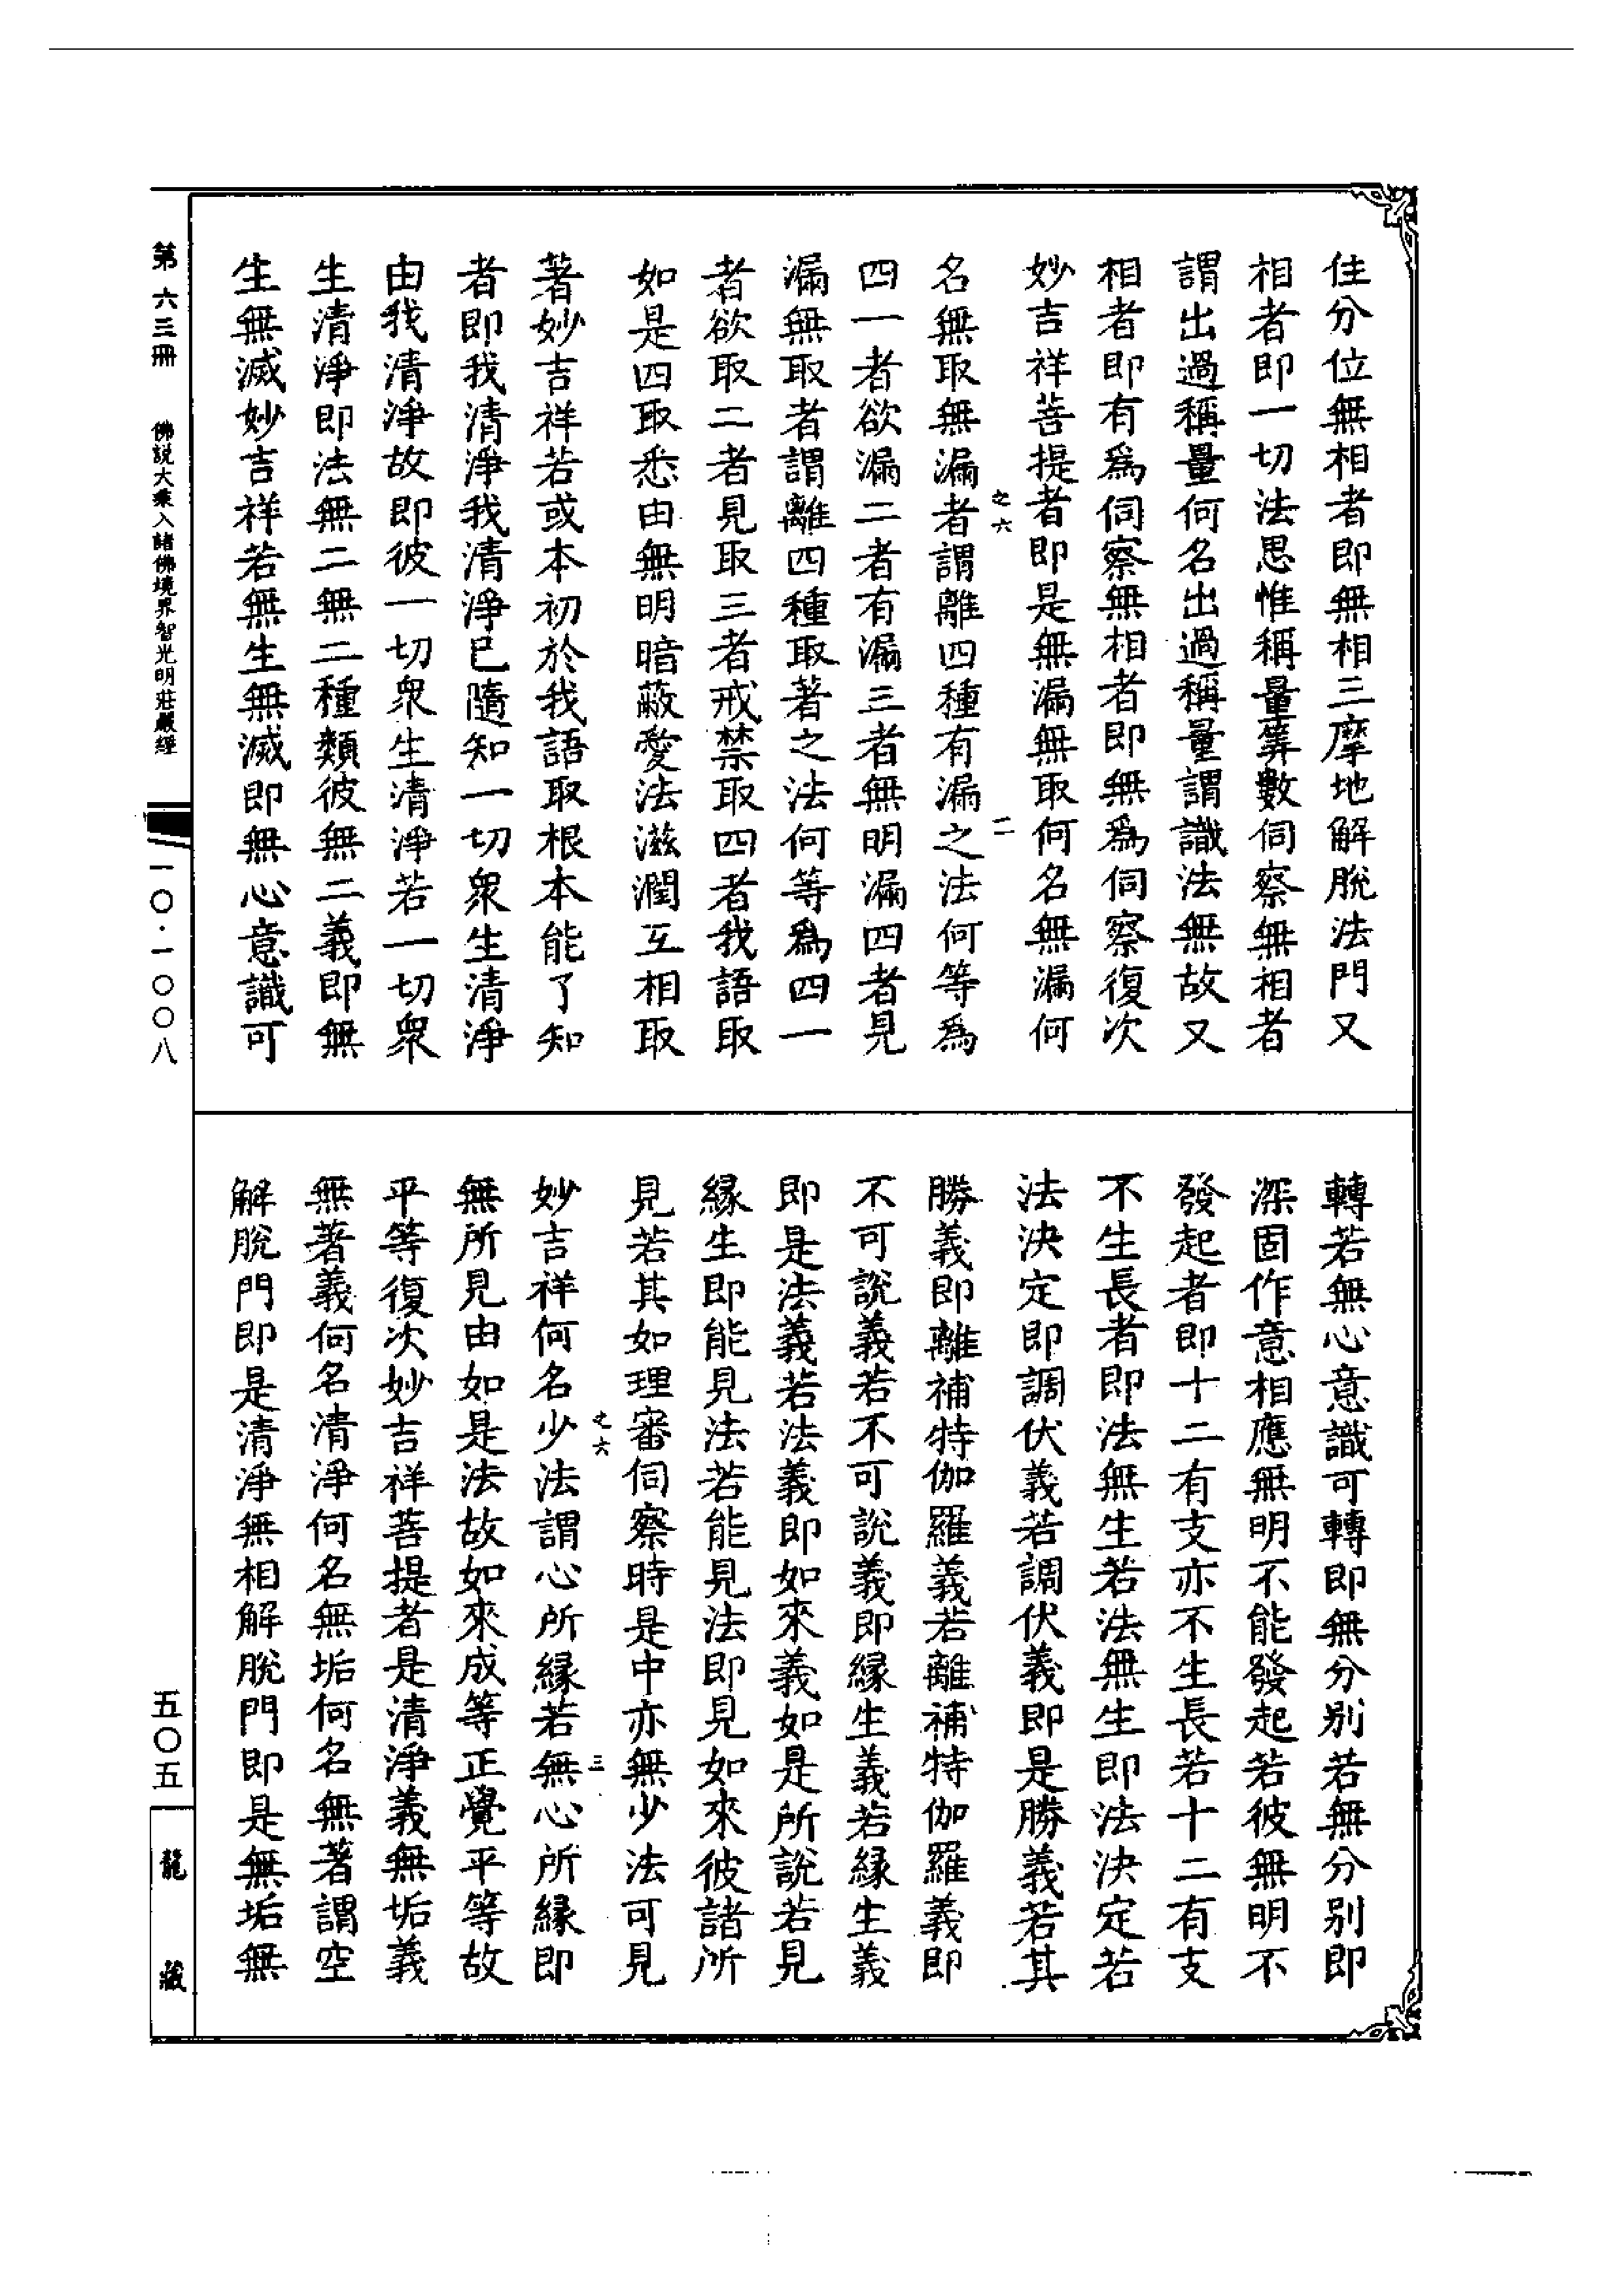 住分位無相者即無相三摩地解脫法門又
相者即一切法思惟稱量筭數伺察無相者
謂出過稱量何名出過稱量謂識法無故又
相者即有爲伺察無相者即無爲伺察復次
妙吉祥菩提者即是無漏無取何名無漏何
之六 二
名無取無漏者謂離四種有漏之法何等爲
四一者欲漏二者有漏三者無明漏四者見
漏無取者謂離四種取著之法何等爲四一
者欲取二者見取三者戒禁取四者我語取
如是四取悉由無明暗蔽愛法滋潤互相取
著妙吉祥若或本初於我語取根本能了知
者即我清淨我清淨已隨知一切衆生清淨
由我清淨故即彼一切衆生清淨若一切衆
生清淨即法無二無二種類彼無二義即無
生無滅妙吉祥若無生無滅即無心意識可
轉若無心意識可轉即無分別若無分別即
深固作意相應無明不能發起若彼無明不
發起者即十二有支亦不生長若十二有支
不生長者即法無生若法無生即法決定若
法決定即調伏義若調伏義即是勝義若其
勝義即離補特伽羅義若離補特伽羅義即
不可說義若不可說義即緣生義若緣生義
即是法義若法義即如來義如是所說若見
緣生即能見法若能見法即見如來彼諸所
見若其如理審伺察時是中亦無少法可見
之六 三
妙吉祥何名少法謂心所緣若無心所緣即
無所見由如是法故如來成等正覺平等故
平等復次妙吉祥菩提者是清淨義無垢義
無著義何名清淨何名無垢何名無著謂空
解脫門即是清淨無相解脫門即是無垢無
第六三冊 佛說大乘入諸佛境界智光明莊嚴經
一〇·一〇〇八
五〇五
龍藏